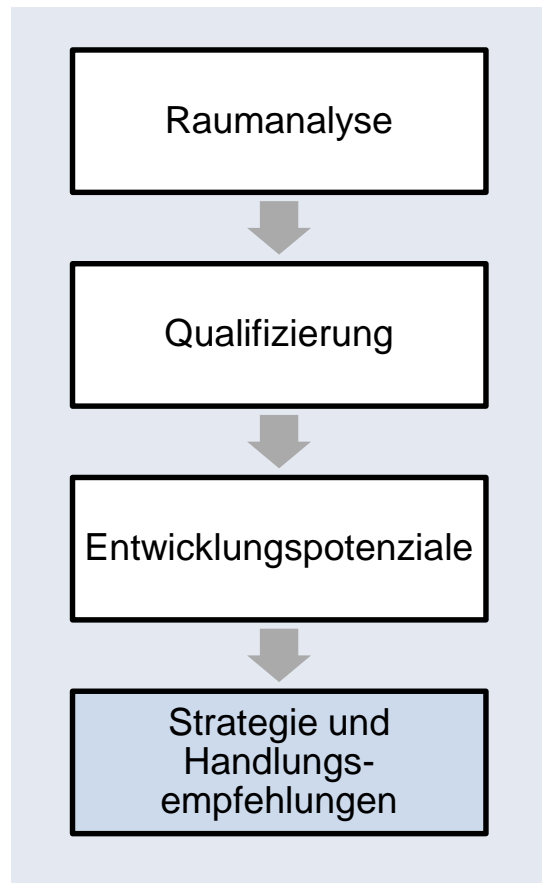 Raumanalyse
Qualifizierung
Entwicklungspotenziale
Strategie und
Handlungs-
empfehlungen